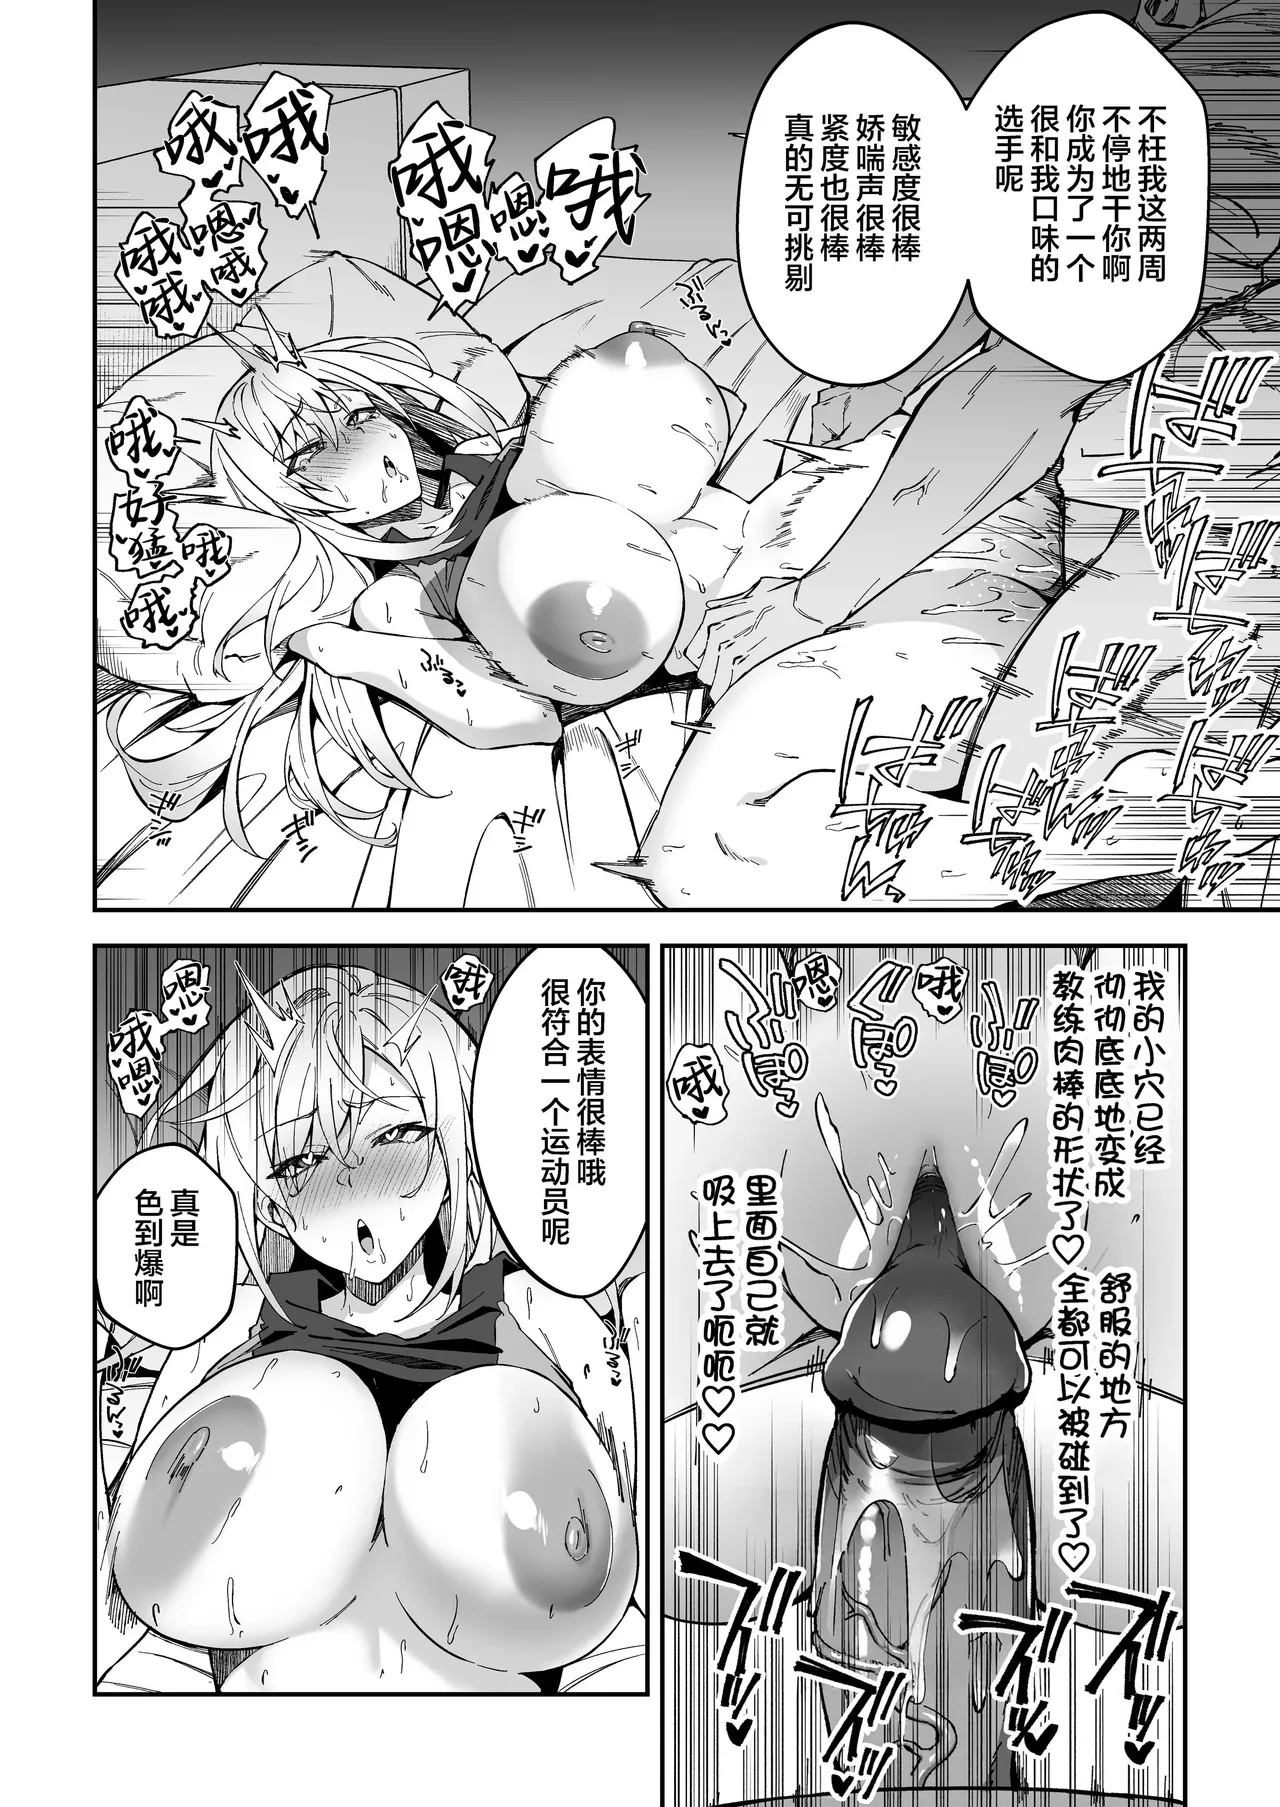 不枉我这两周
不停地干你啊
你成为了一个
很和我口味的
选手呢
敏感度很棒
娇喘声很棒
紧度也很棒
真的无可挑剔
哦
嗯
嗯
哦
哦
哦
哦
哦
嗯
哦
哦
好猛
哦
哦
我的小穴已经
彻彻底底地变成
教练肉棒的形状了♡
舒服的地方
全都可以被碰到了♡
里面自己就
吸上去了呃呃♡♡
哦
嗯
哦
你的表情很棒哦
很符合一个运动员呢
真是
色到爆啊
哦
嗯
哦
嗯